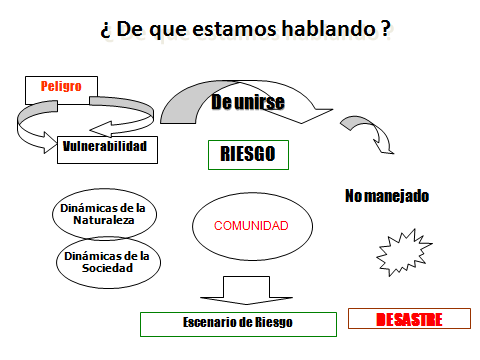 ¿ De que estamos hablando ?
Peligro
De unirse
Vulnerabilidad
RIESGO
No manejado
Dinámicas de la
Naturaleza
COMUNIDAD
Dinámicas de la
Sociedad
Escenario de Riesgo
DESASTRE